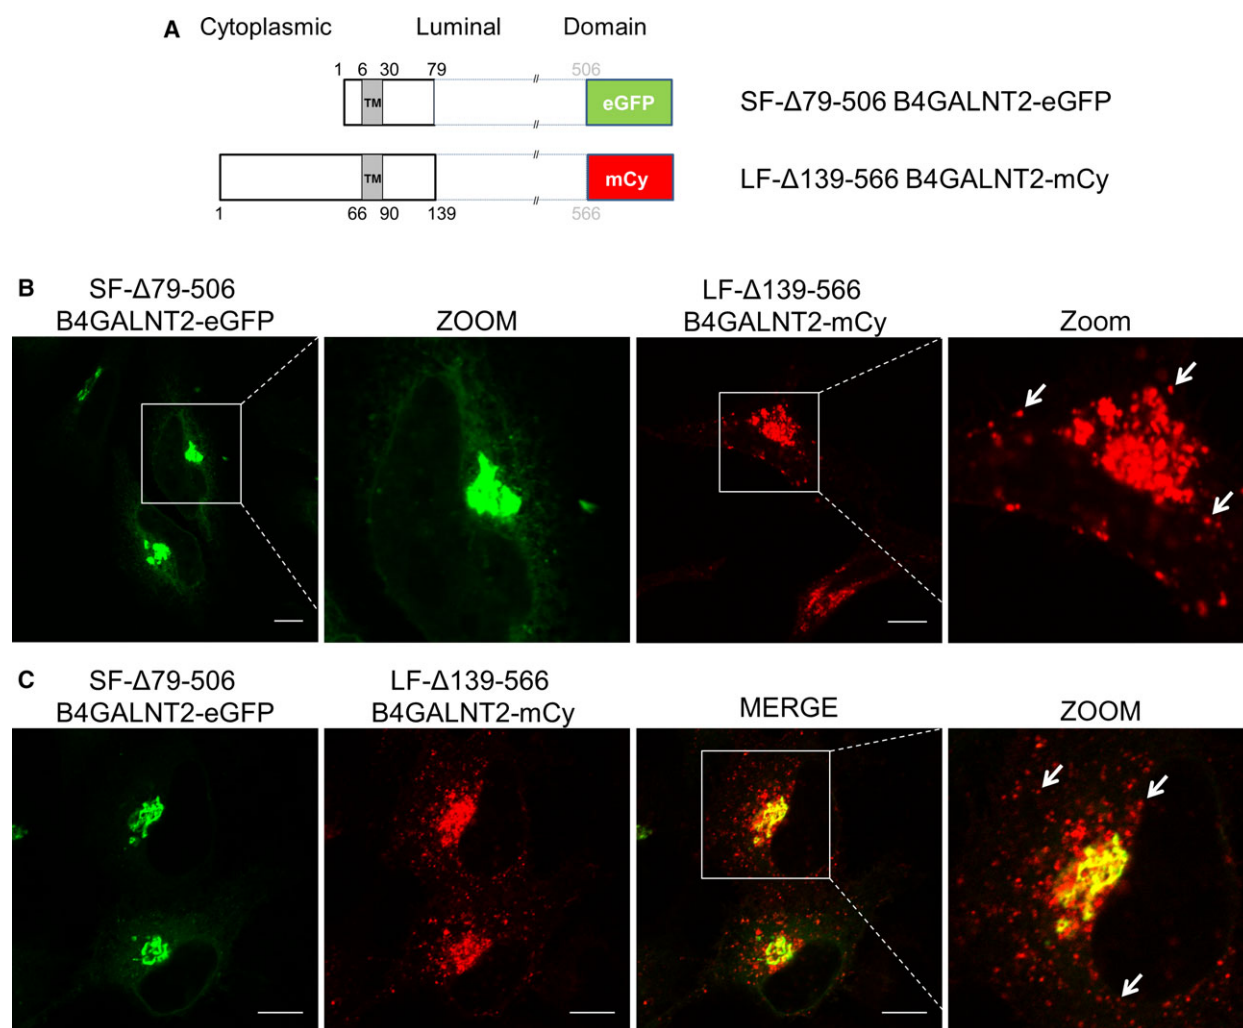 A Cytoplasmic Luminal Domain
1 6 30 79 506
TM // eGFP
SF-Δ79-506 B4GALNT2-eGFP
TM // mCy
LF-Δ139-566 B4GALNT2-mCy
1 66 90 139 566
B
SF-Δ79-506
B4GALNT2-eGFP
ZOOM
LF-Δ139-566
B4GALNT2-mCy
Zoom
C
SF-Δ79-506
B4GALNT2-eGFP
LF-Δ139-566
B4GALNT2-mCy
MERGE
ZOOM